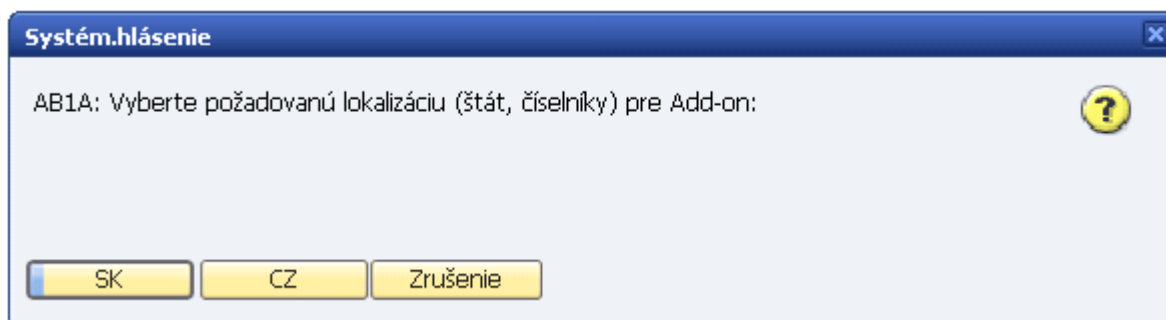 Systém.hlásenie
AB1A: Vyberte požadovanú lokalizáciu (štát, číselníky) pre Add-on:
SK CZ Zrušenie